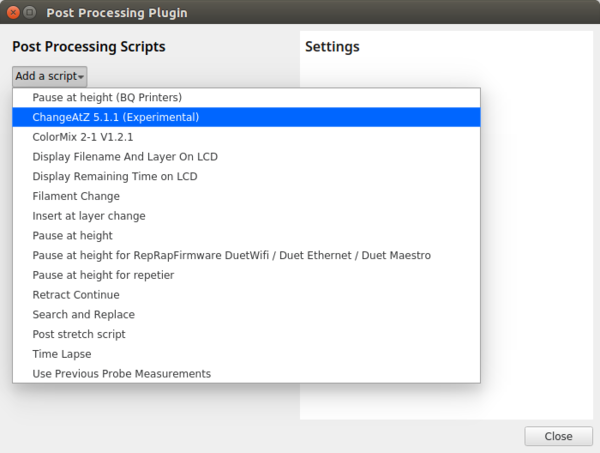 Post Processing Plugin
Post Processing Scripts
Settings
Add a script
Pause at height (BQ Printers)
ChangeAtZ 5.1.1 (Experimental)
ColorMix 2-1 V1.2.1
Display Filename And Layer On LCD
Display Remaining Time on LCD
Filament Change
Insert at layer change
Pause at height
Pause at height for RepRapFirmware DuetWifi / Duet Ethernet / Duet Maestro
Pause at height for repetier
Retract Continue
Search and Replace
Post stretch script
Time Lapse
Use Previous Probe Measurements
Close